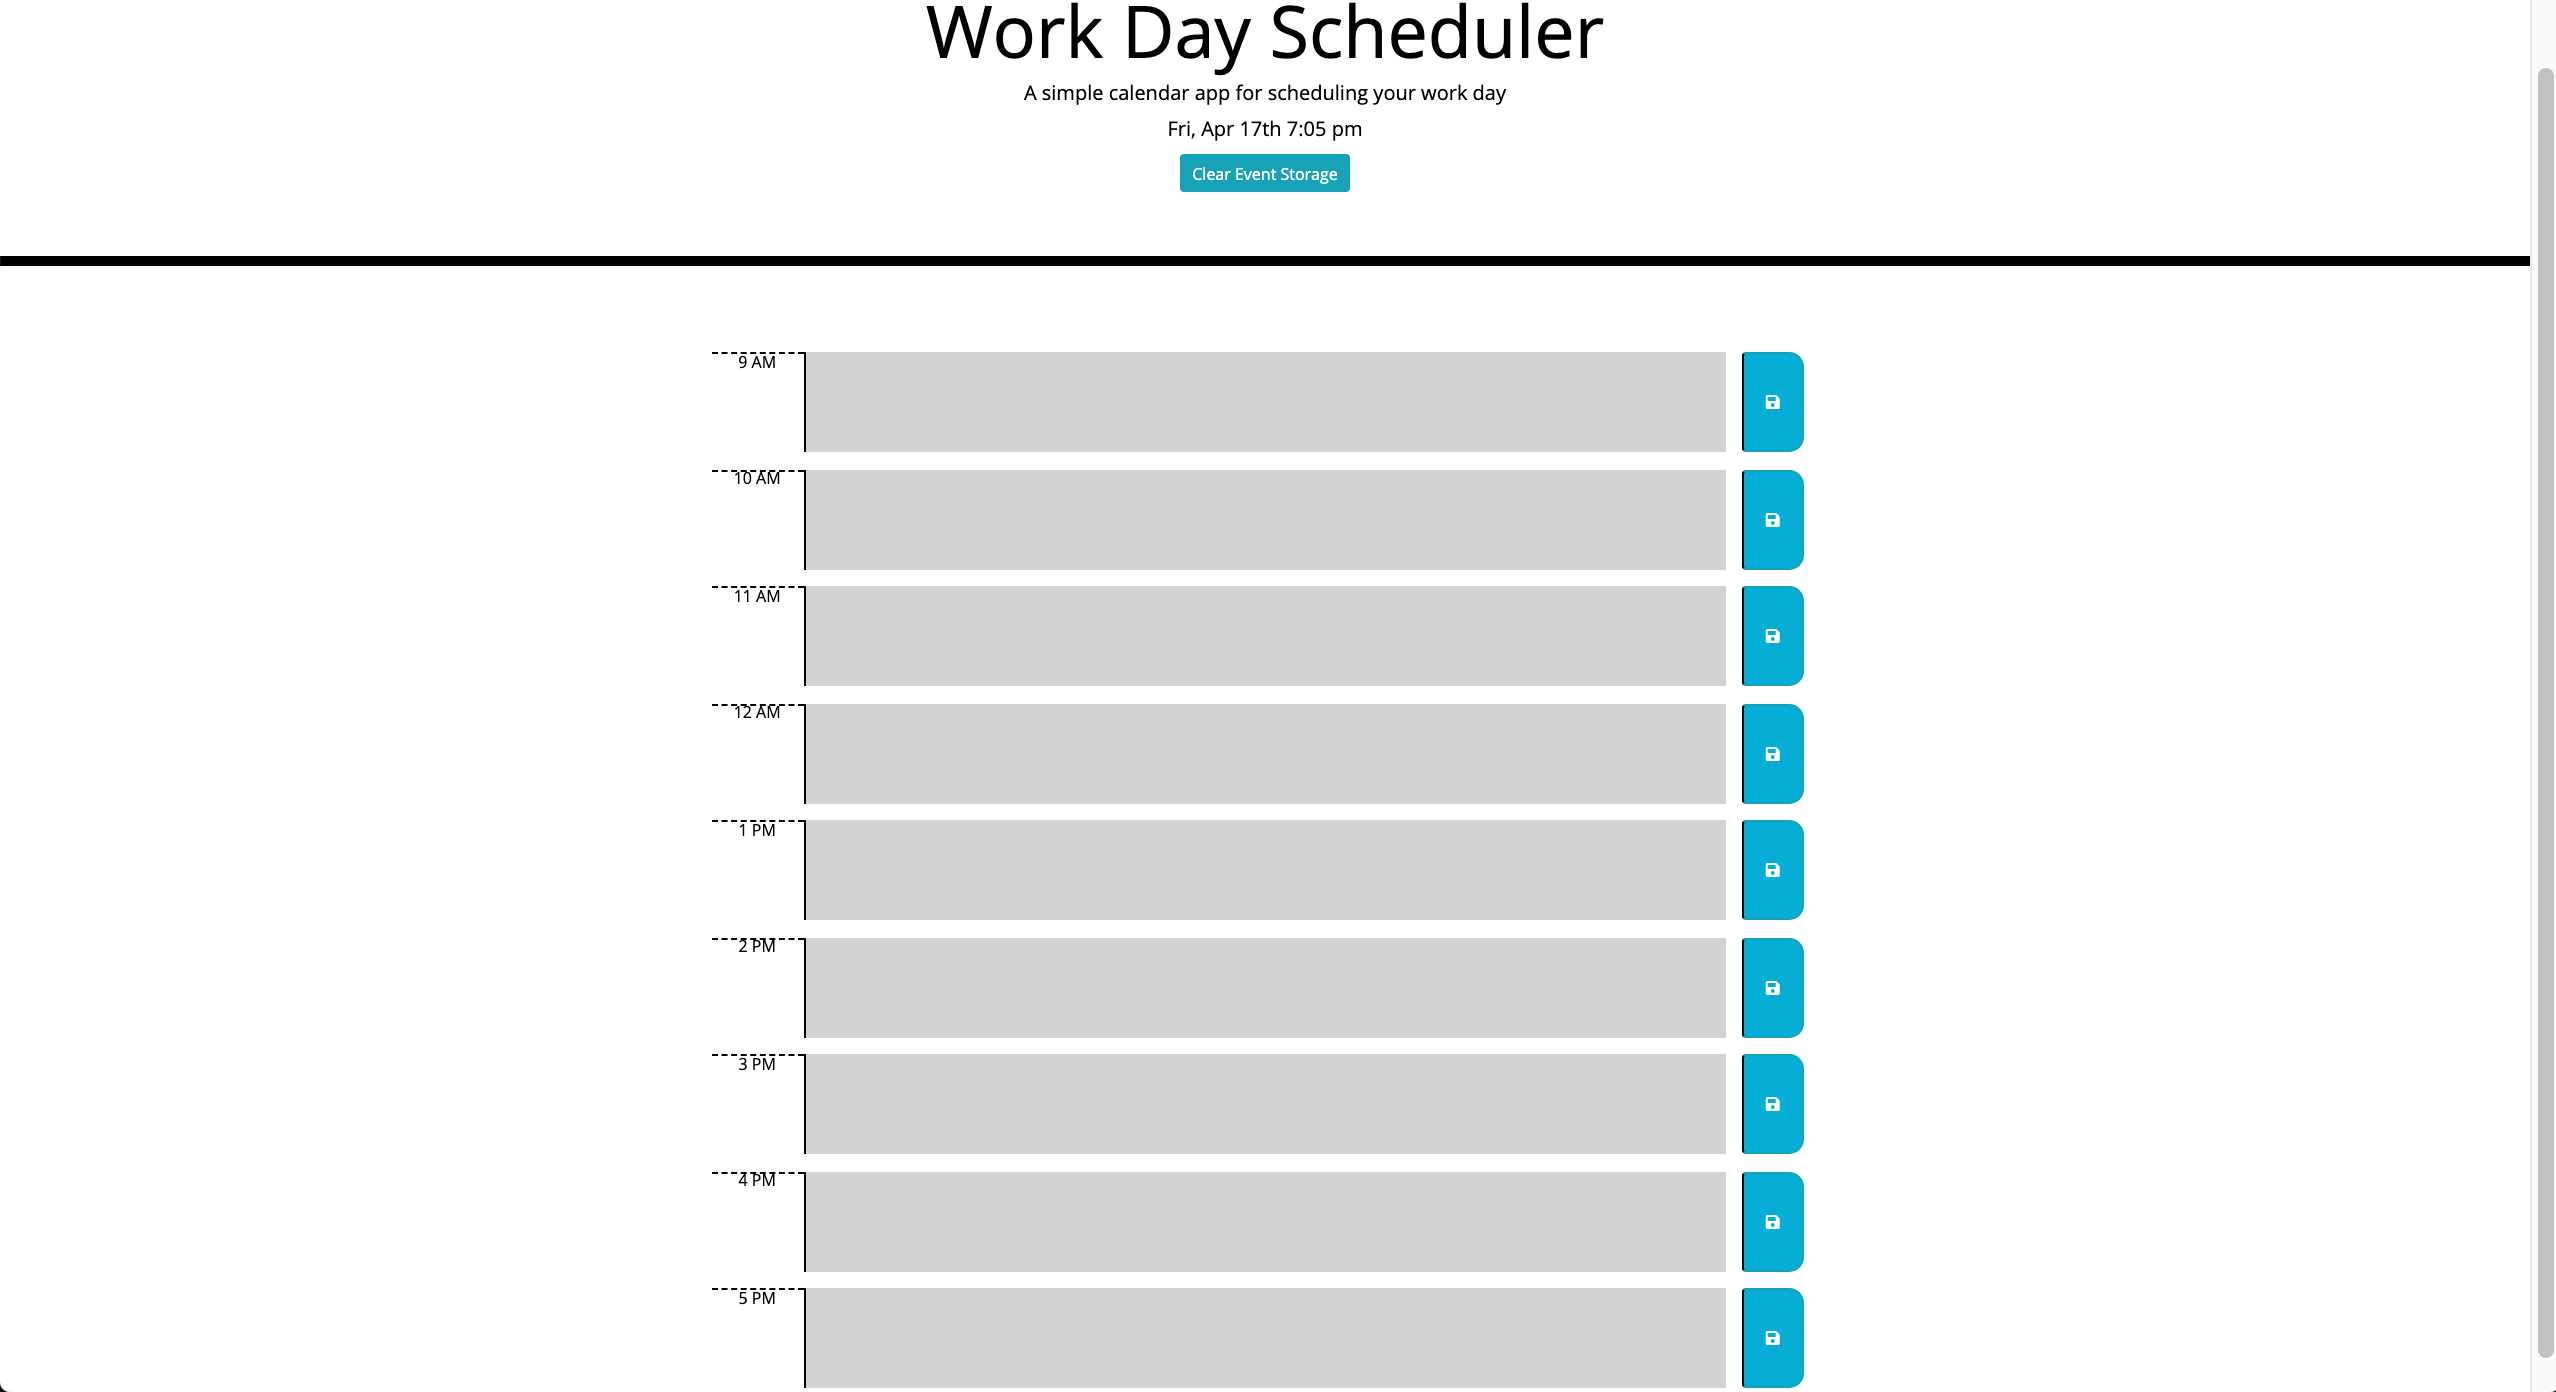 Work Day Scheduler
A simple calendar app for scheduling your work day
Fri, Apr 17th 7:05 pm
Clear Event Storage
9 AM
10 AM
11 AM
12 AM
1 PM
2 PM
3 PM
4 PM
5 PM